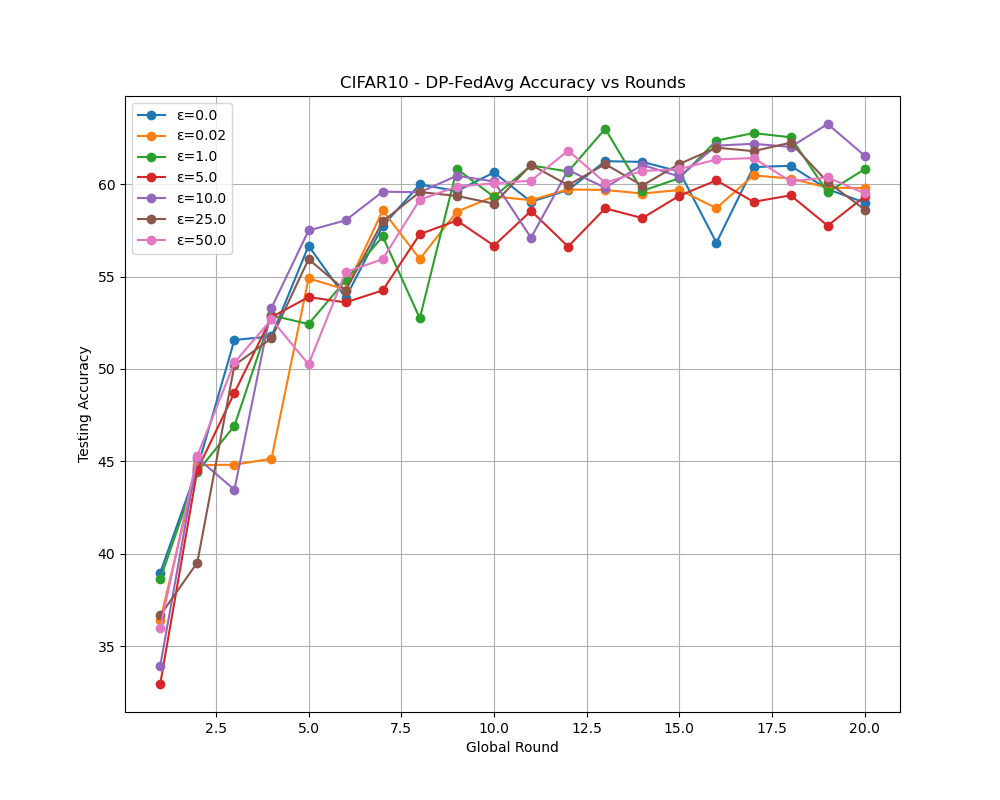 CIFAR10 - DP-FedAvg Accuracy vs Rounds
ε=0.0
ε=0.02
ε=1.0
ε=5.0
ε=10.0
ε=25.0
ε=50.0
60
55
50
45
40
35
Testing Accuracy
2.5 5.0 7.5 10.0 12.5 15.0 17.5 20.0
Global Round